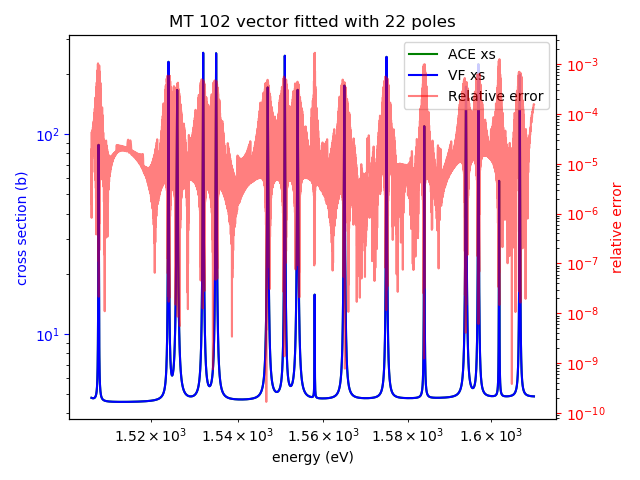 MT 102 vector fitted with 22 poles
ACE xs
VF xs
Relative error
10²
10¹
cross section (b)
10⁻³
10⁻⁴
10⁻⁵
10⁻⁶
10⁻⁷
10⁻⁸
10⁻⁹
10⁻¹⁰
relative error
1.52 × 10³
1.54 × 10³
1.56 × 10³
1.58 × 10³
1.6 × 10³
energy (eV)